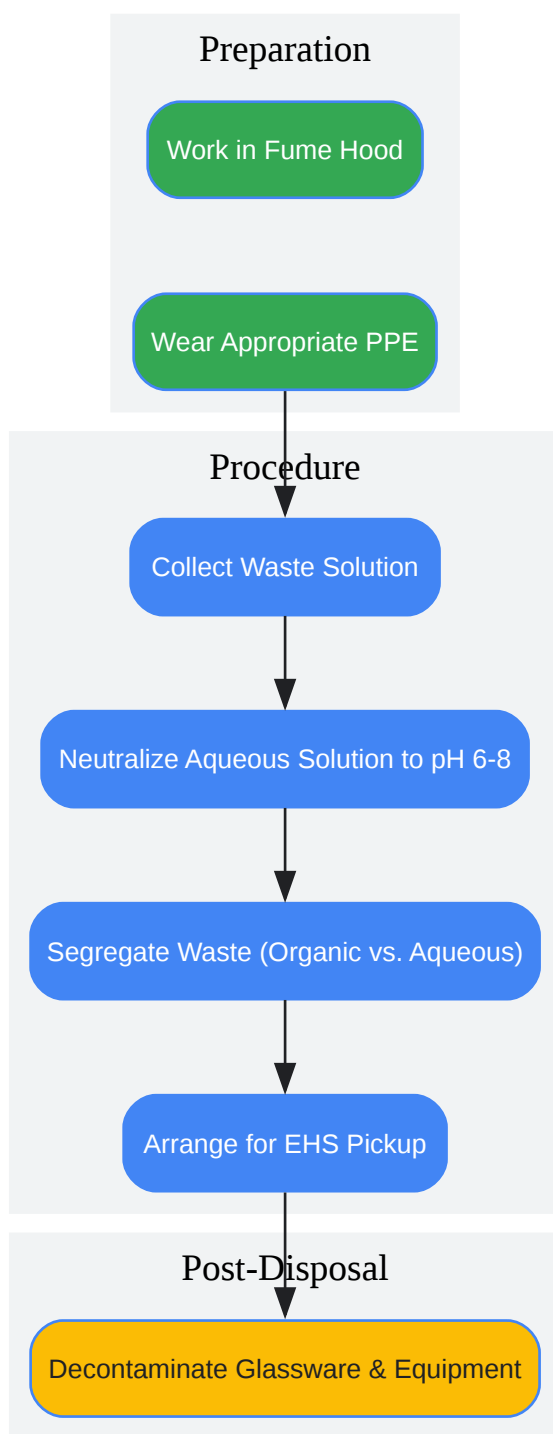 Preparation
Work in Fume Hood
Wear Appropriate PPE
Procedure
Collect Waste Solution
Neutralize Aqueous Solution to pH 6-8
Segregate Waste (Organic vs. Aqueous)
Arrange for EHS Pickup
Post-Disposal
Decontaminate Glassware & Equipment